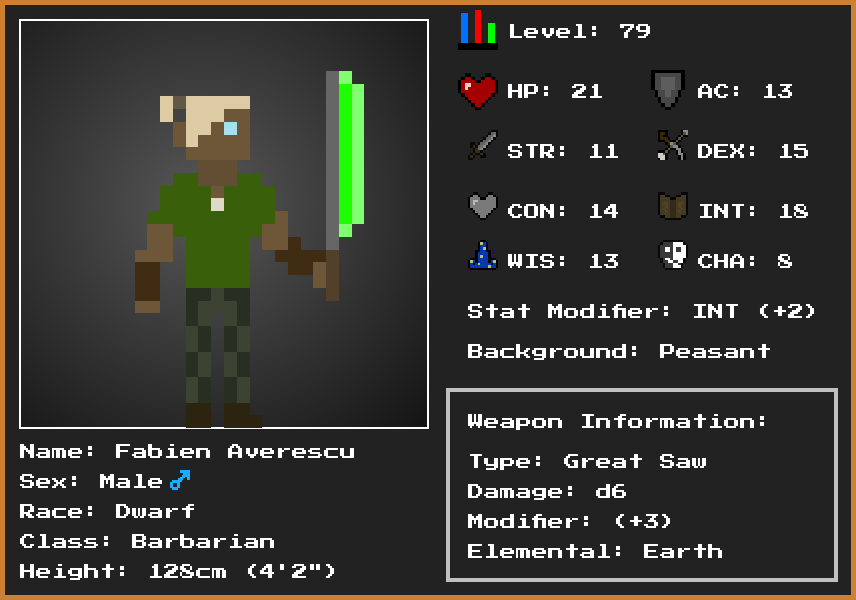 Level: 79
HP: 21 AC: 13
STR: 11 DEX: 15
CON: 14 INT: 18
WIS: 13 CHA: 8
Stat Modifier: INT (+2)
Background: Peasant
Weapon Information:
Type: Great Saw
Damage: d6
Modifier: (+3)
Elemental: Earth
Name: Fabien Averescu
Sex: Male ♂
Race: Dwarf
Class: Barbarian
Height: 128cm (4'2")